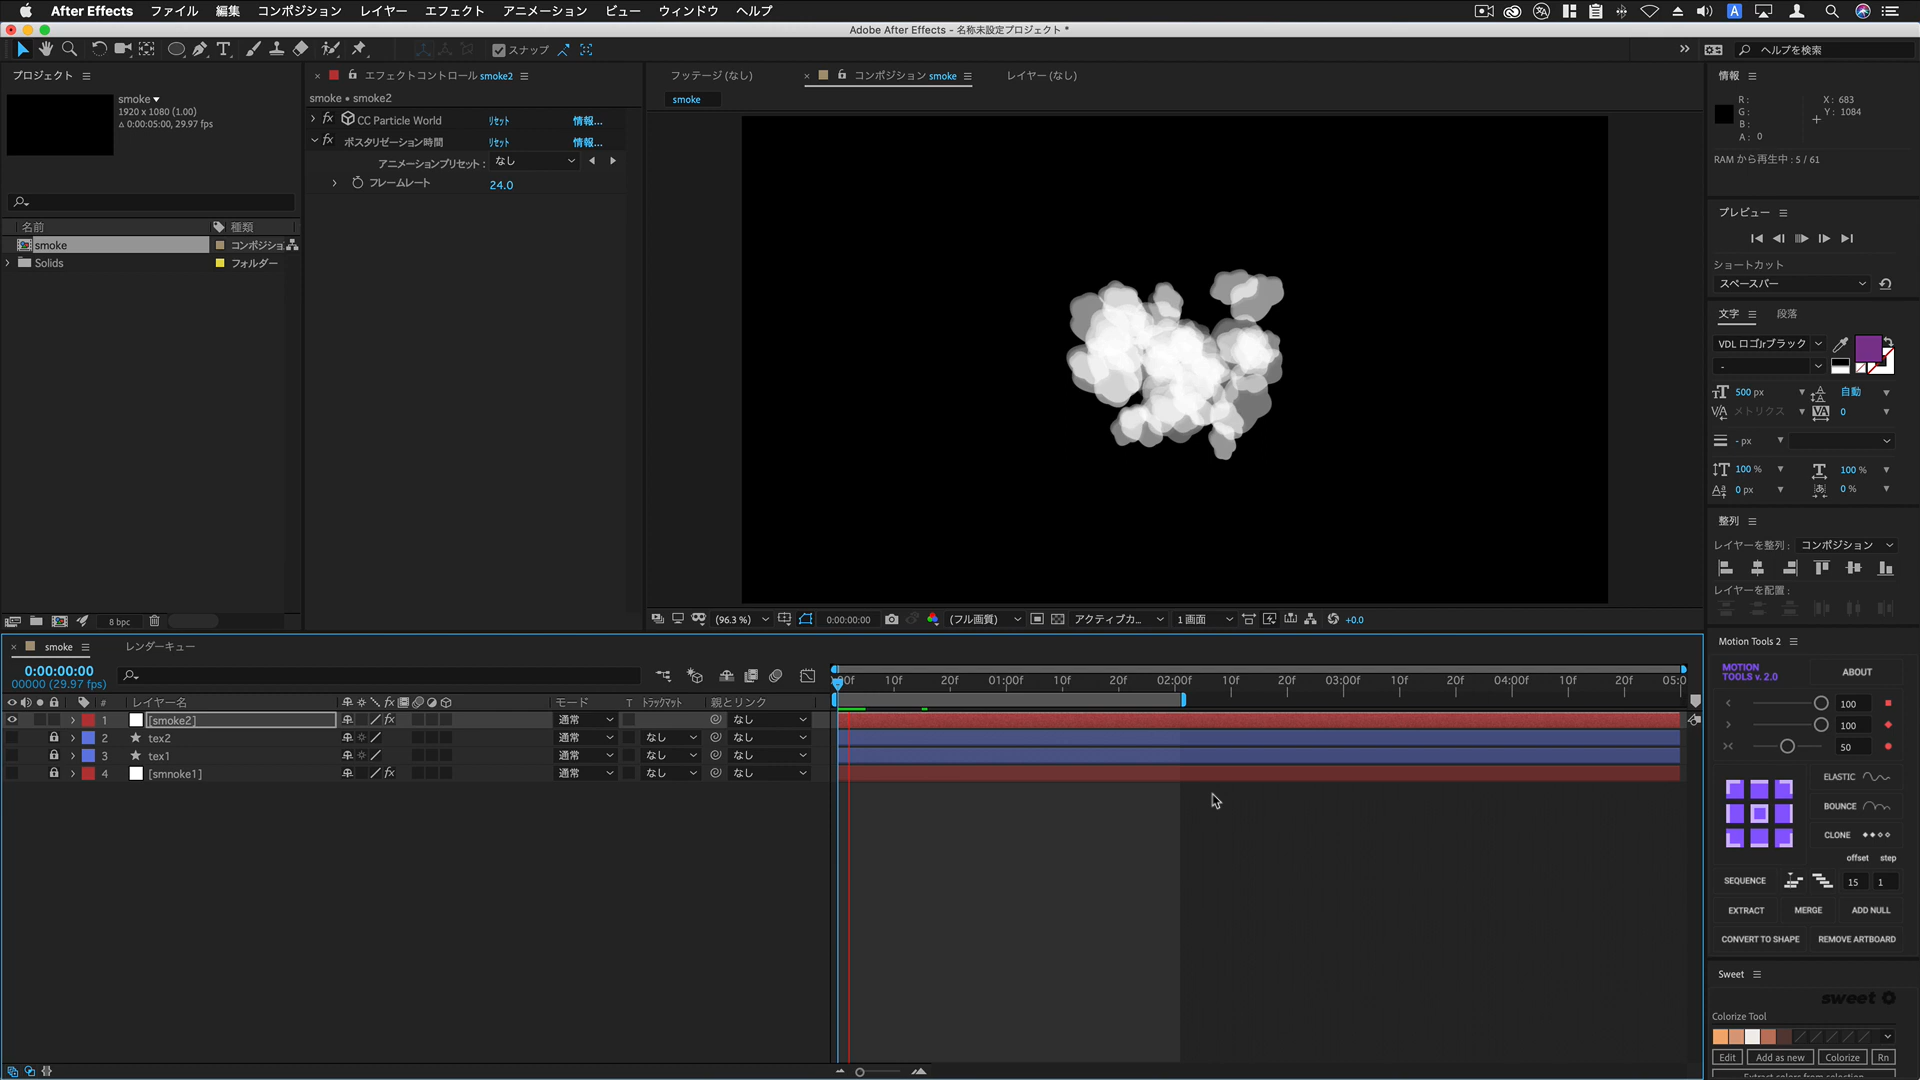 After Effects ファイル 編集 コンポジション レイヤー エフェクト アニメーション ビュー ウィンドウ ヘルプ
Adobe After Effects - 名称未設定プロジェクト *
スナップ
ヘルプを検索
プロジェクト
smoke
1920 x 1080 (1.00)
Δ 0:00:05:00, 29.97 fps
名前 種類
smoke コンポジショ
Solids フォルダー
8 bpc
エフェクトコントロール smoke2
smoke • smoke2
fx CC Particle World リセット 情報...
fx ポスタリゼーション時間 リセット 情報...
アニメーションプリセット : なし
フレームレート 24.0
フッテージ (なし) コンポジション smoke レイヤー (なし)
smoke
(96.3 %) 0:00:00:00 (フル画質) アクティブカ... 1 画面 +0.0
情報
R :
G :
B :
A : 0
X : 683
Y : 1084
RAM から再生中 : 5 / 61
プレビュー
ショートカット
スペースバー
文字 段落
VDL ロゴJrブラック
-
500 px 自動
メトリクス 0
- px
100 % 100 %
0 px 0 %
整列
レイヤーを整列 : コンポジション
レイヤーを配置 :
Motion Tools 2
MOTION TOOLS v. 2.0 ABOUT
100
100
50
ELASTIC
BOUNCE
CLONE
offset step
SEQUENCE 15 1
EXTRACT MERGE ADD NULL
CONVERT TO SHAPE REMOVE ARTBOARD
Sweet
sweet
Colorize Tool
Edit Add as new Colorize Rn
Extract colors from selection
smoke レンダーキュー
0:00:00:00
00000 (29.97 fps)
:00f 10f 20f 01:00f 10f 20f 02:00f 10f 20f 03:00f 10f 20f 04:00f 10f 20f 05:0
# レイヤー名 モード T トラックマット 親とリンク
1 [smoke2] fx 通常 なし
2 tex2 通常 なし なし
3 tex1 通常 なし なし
4 [smnoke1] fx 通常 なし なし